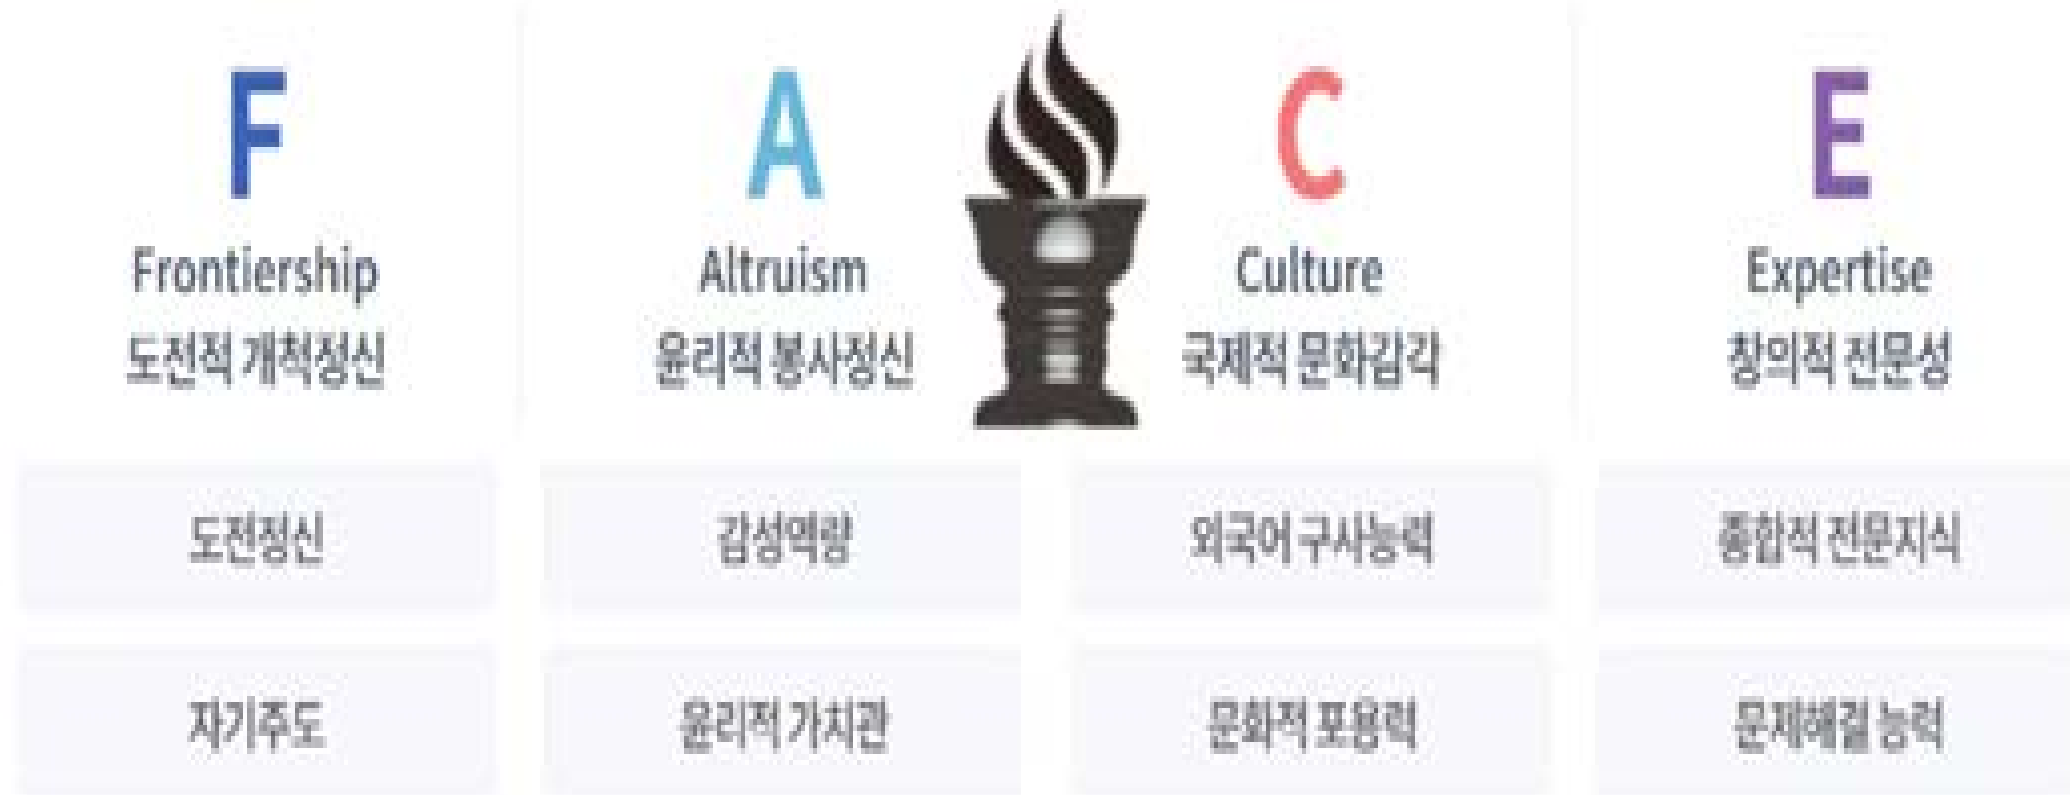 F
A
C
E
Frontiership
Altruism
Culture
Expertise
도전적 개척정신
윤리적 봉사정신
국제적 문화감각
창의적 전문성
도전정신
감성역량
외국어 구사능력
종합적 전문지식
자기주도
윤리적 가치관
문화적 포용력
문제해결 능력